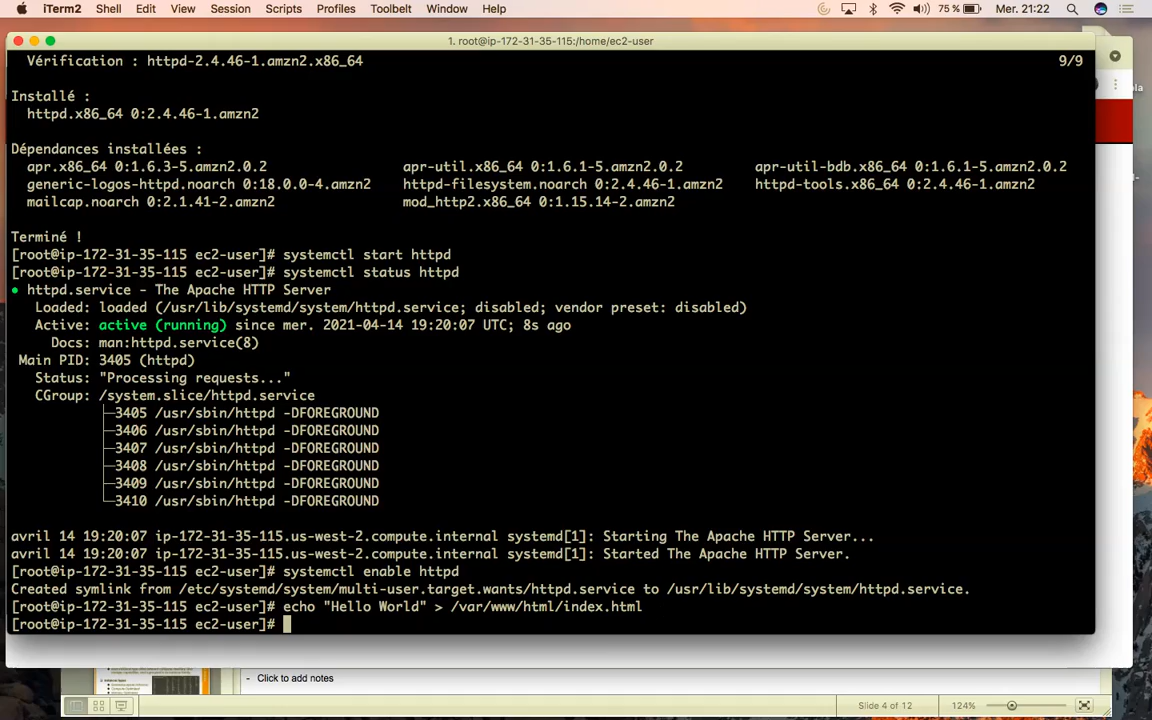 iTerm2 Shell Edit View Session Scripts Profiles Toolbelt Window Help 75 % Mer. 21:22
1. root@ip-172-31-35-115:/home/ec2-user
Vérification : httpd-2.4.46-1.amzn2.x86_64 9/9
Installé :
httpd.x86_64 0:2.4.46-1.amzn2
Dépendances installées :
apr.x86_64 0:1.6.3-5.amzn2.0.2 apr-util.x86_64 0:1.6.1-5.amzn2.0.2 apr-util-bdb.x86_64 0:1.6.1-5.amzn2.0.2
generic-logos-httpd.noarch 0:18.0.0-4.amzn2 httpd-filesystem.noarch 0:2.4.46-1.amzn2 httpd-tools.x86_64 0:2.4.46-1.amzn2
mailcap.noarch 0:2.1.41-2.amzn2 mod_http2.x86_64 0:1.15.14-2.amzn2
Terminé !
[root@ip-172-31-35-115 ec2-user]# systemctl start httpd
[root@ip-172-31-35-115 ec2-user]# systemctl status httpd
● httpd.service - The Apache HTTP Server
Loaded: loaded (/usr/lib/systemd/system/httpd.service; disabled; vendor preset: disabled)
Active: active (running) since mer. 2021-04-14 19:20:07 UTC; 8s ago
Docs: man:httpd.service(8)
Main PID: 3405 (httpd)
Status: "Processing requests..."
CGroup: /system.slice/httpd.service
├─3405 /usr/sbin/httpd -DFOREGROUND
├─3406 /usr/sbin/httpd -DFOREGROUND
├─3407 /usr/sbin/httpd -DFOREGROUND
├─3408 /usr/sbin/httpd -DFOREGROUND
├─3409 /usr/sbin/httpd -DFOREGROUND
└─3410 /usr/sbin/httpd -DFOREGROUND
avril 14 19:20:07 ip-172-31-35-115.us-west-2.compute.internal systemd[1]: Starting The Apache HTTP Server...
avril 14 19:20:07 ip-172-31-35-115.us-west-2.compute.internal systemd[1]: Started The Apache HTTP Server.
[root@ip-172-31-35-115 ec2-user]# systemctl enable httpd
Created symlink from /etc/systemd/system/multi-user.target.wants/httpd.service to /usr/lib/systemd/system/httpd.service.
[root@ip-172-31-35-115 ec2-user]# echo "Hello World" > /var/www/html/index.html
[root@ip-172-31-35-115 ec2-user]#
- Click to add notes
Slide 4 of 12 124%